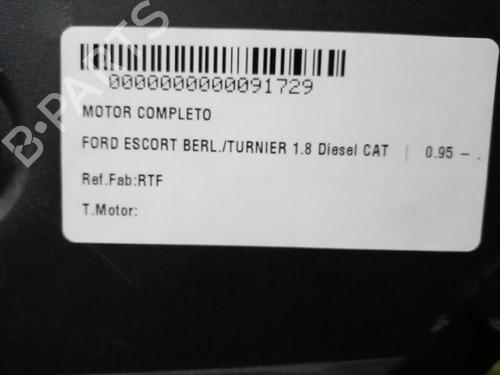 0000000000091729
MOTOR COMPLETO
FORD ESCORT BERL./TURNIER 1.8 Diesel CAT | 0.95 - .
Ref.Fab:RTF
T.Motor:
B-PARTS